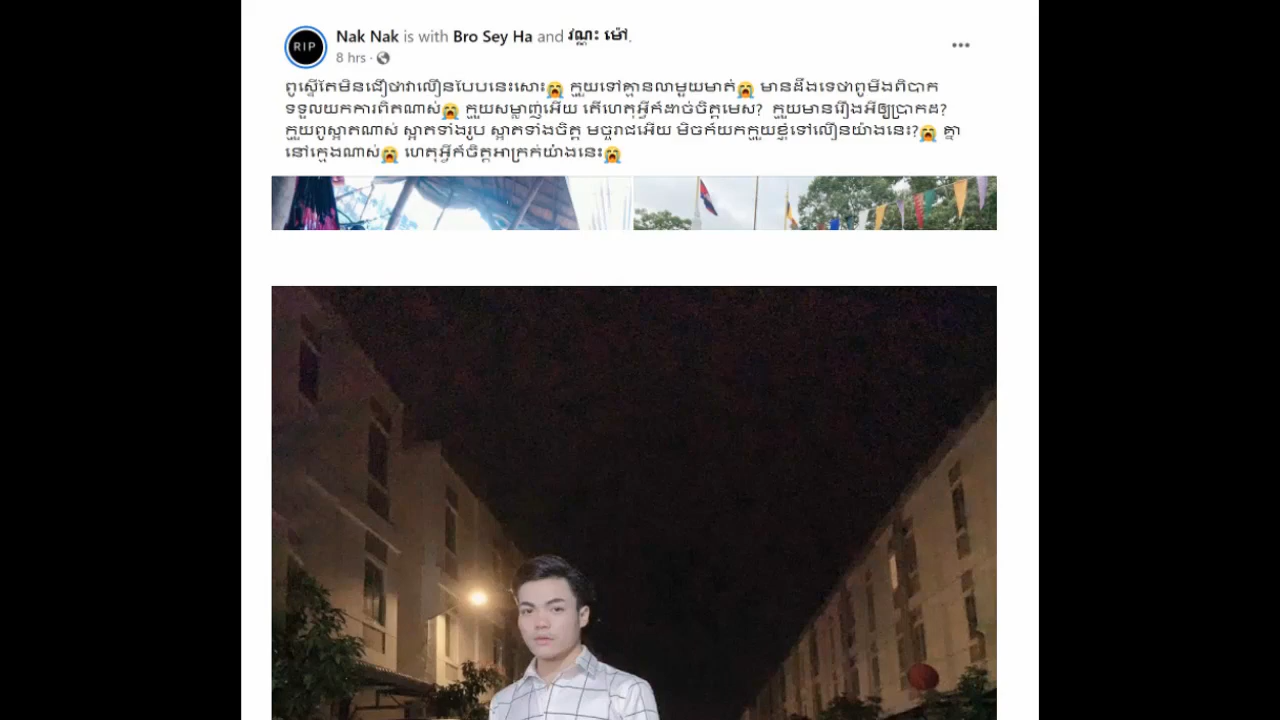 RIP
Nak Nak is with Bro Sey Ha and វណ្ណះ ម៉ៅ.
8 hrs ·
ពូស្ទើតែមិនជឿថាវាលឿនបែបនេះសោះ😭 ក្មួយទៅគ្មានលាមួយមាត់😭 មានដឹងទេថាពូមីងពិបាក
ទទួលយកការពិតណាស់😭 ក្មួយសម្លាញ់អើយ តើហេតុអ្វីក៏ដាច់ចិត្តមេស? ក្មួយមានរឿងអីឲ្យប្រាកដ?
ក្មួយពូស្អាតណាស់ ស្អាតទាំងរូប ស្អាតទាំងចិត្ត មច្ចុរាជអើយ មិចក៍យកក្មួយខ្ញុំទៅលឿនយ៉ាងនេះ?😭 គ្នា
នៅក្មេងណាស់😭 ហេតុអ្វីក៏ចិត្តអាក្រក់យ៉ាងនេះ😭